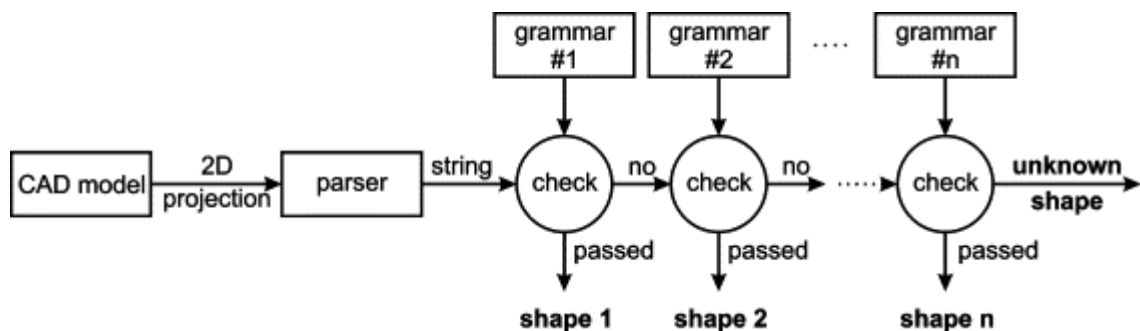 grammar
#1
grammar
#2
....
grammar
#n
CAD model
2D
projection
parser
string
check
no
check
no
.....
check
unknown
shape
passed
passed
passed
shape 1
shape 2
shape n